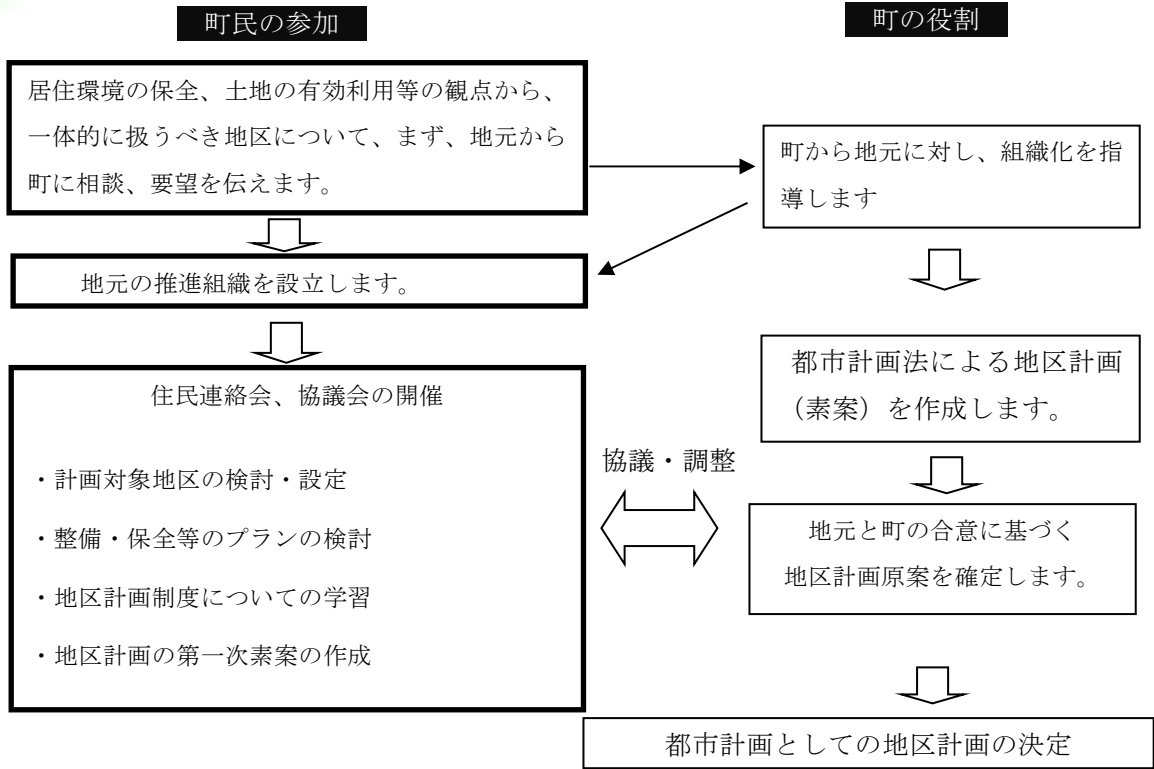 町民の参加
町の役割
居住環境の保全、土地の有効利用等の観点から、
一体的に扱うべき地区について、まず、地元から
町に相談、要望を伝えます。
町から地元に対し、組織化を指
導します
地元の推進組織を設立します。
都市計画法による地区計画
（素案）を作成します。
住民連絡会、協議会の開催
・計画対象地区の検討・設定
・整備・保全等のプランの検討
・地区計画制度についての学習
・地区計画の第一次素案の作成
協議・調整
地元と町の合意に基づく
地区計画原案を確定します。
都市計画としての地区計画の決定